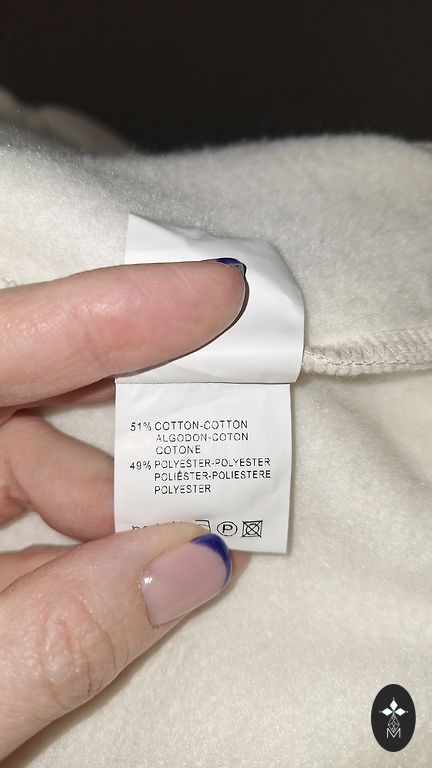 51% COTTON-COTTON
ALGODON-COTON
COTONE
49% POLYESTER-POLYESTER
POLIÉSTER-POLIESTERE
POLYESTER
P
M